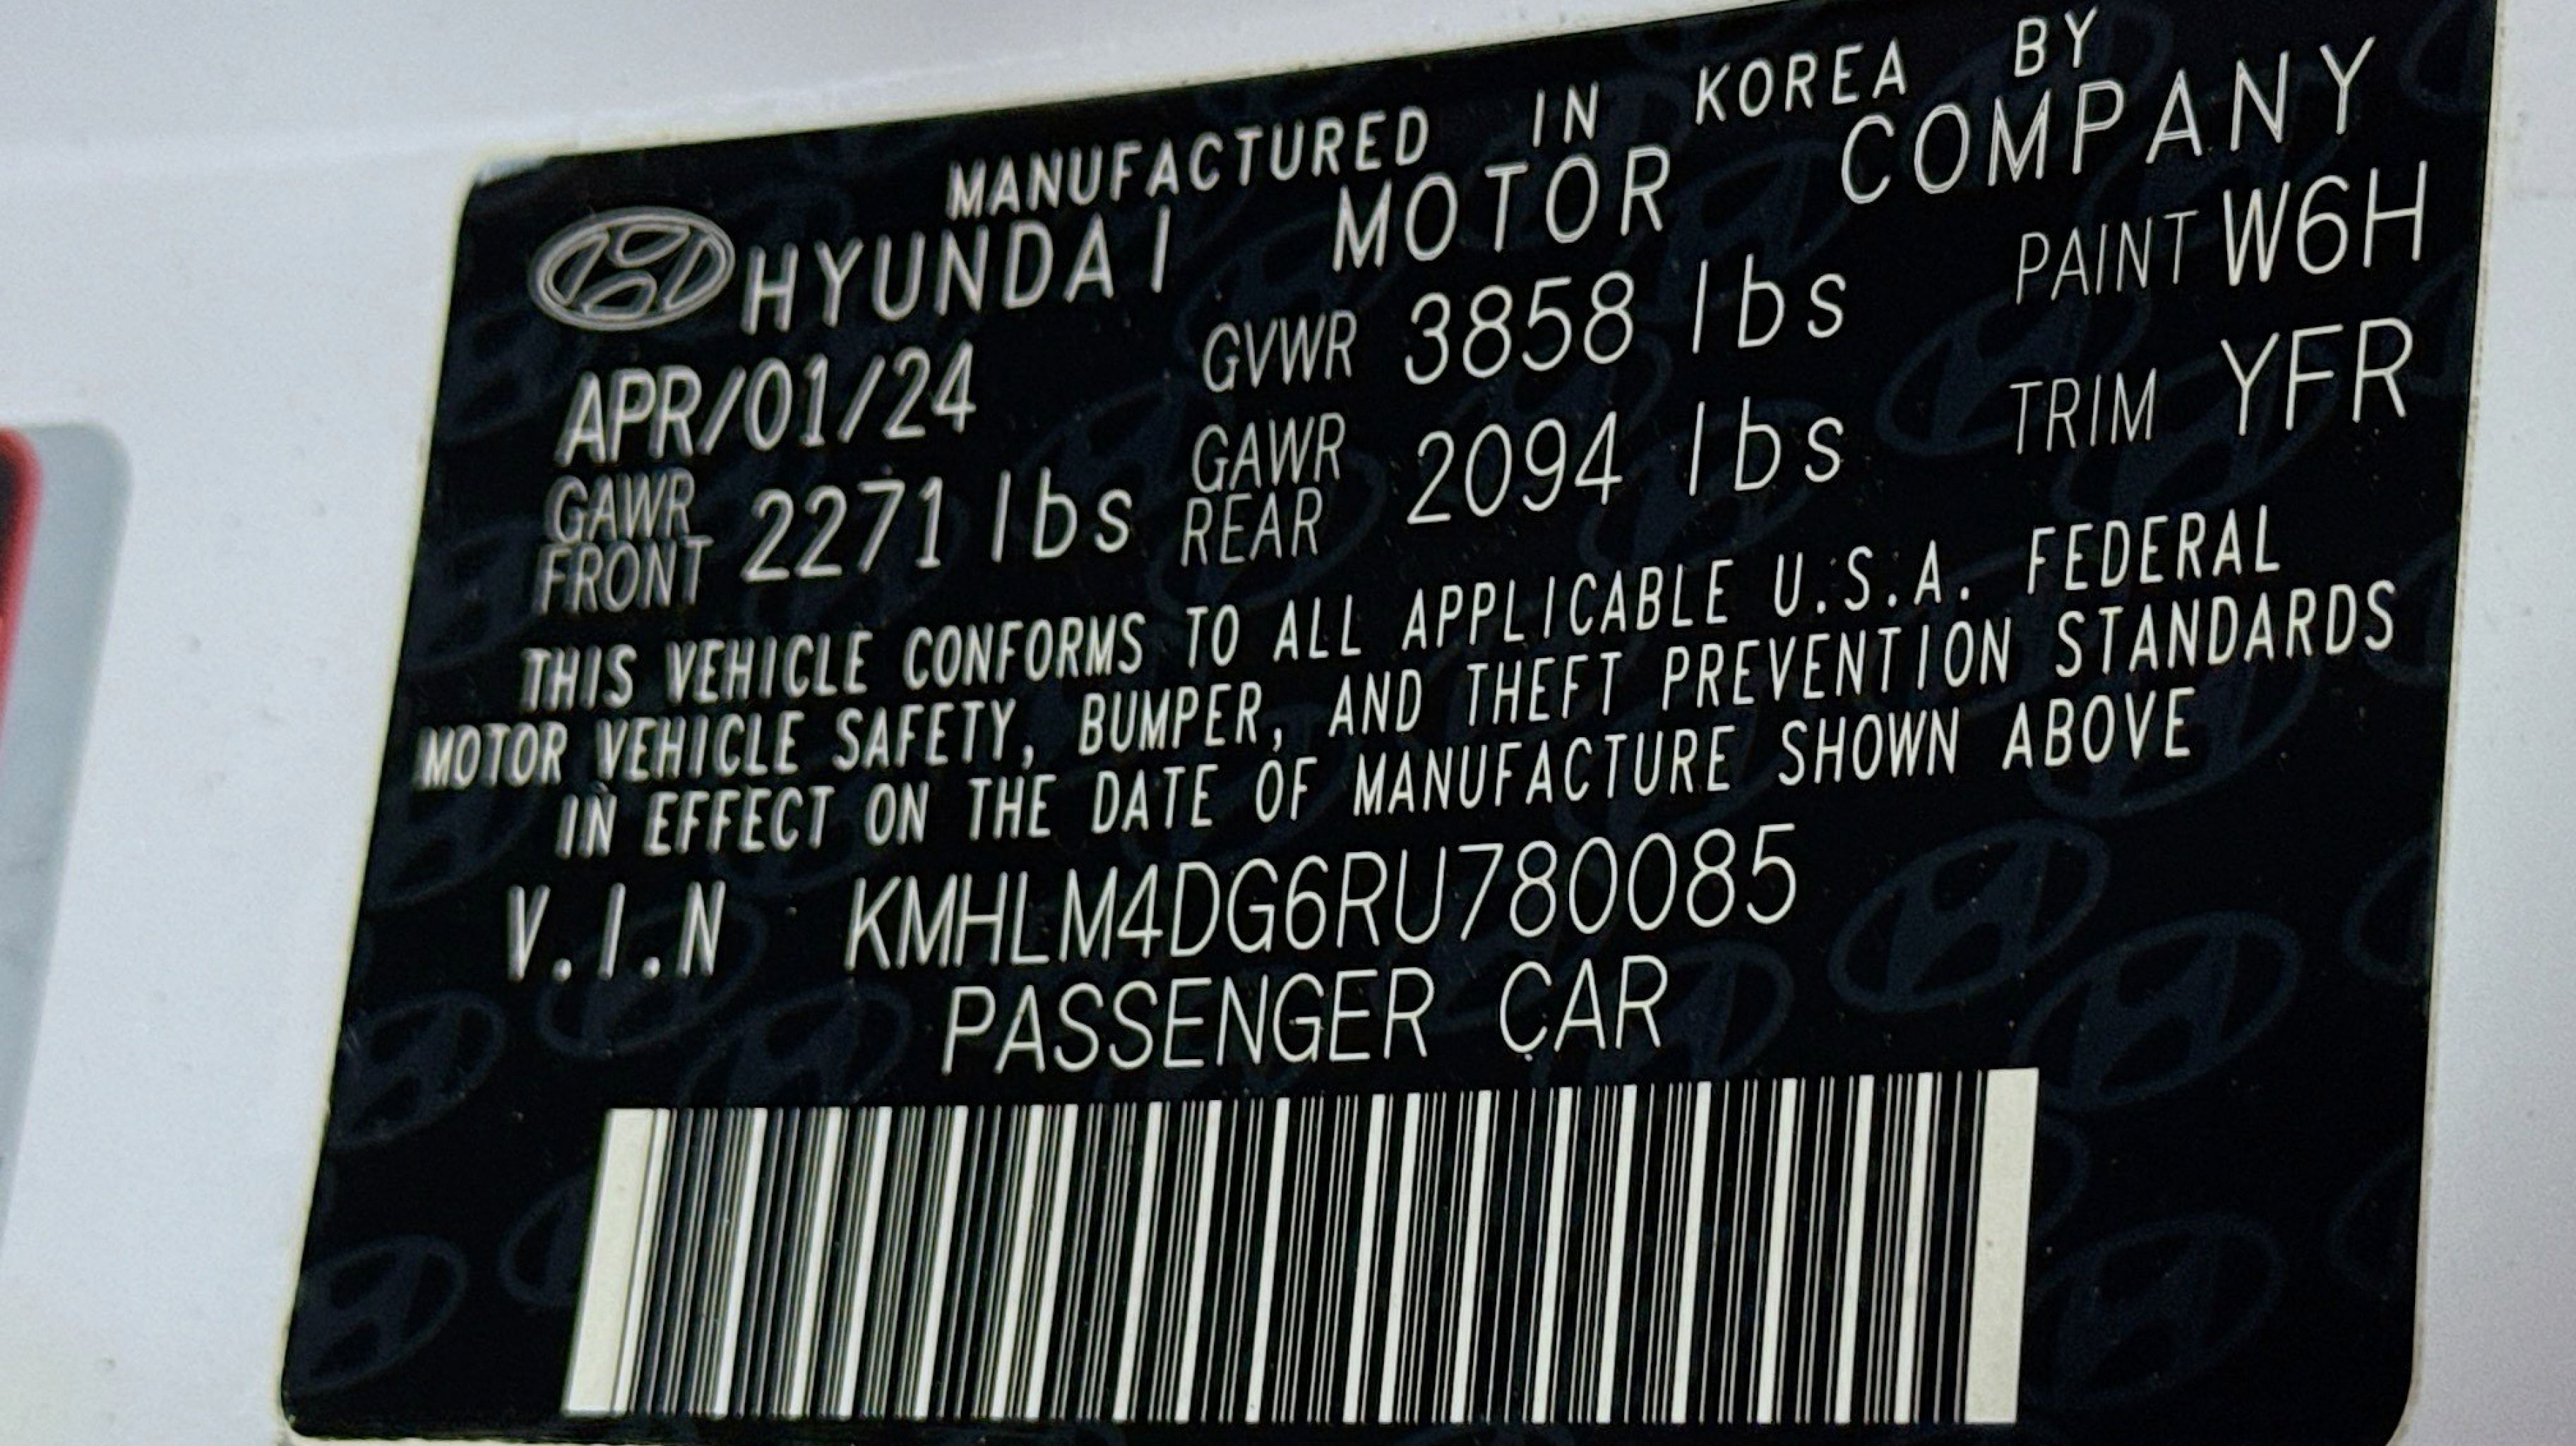 MANUFACTURED IN KOREA BY
HYUNDAI MOTOR COMPANY
APR/01/24 GVWR 3858 lbs PAINT W6H
GAWR FRONT 2271 lbs GAWR REAR 2094 lbs TRIM YFR
THIS VEHICLE CONFORMS TO ALL APPLICABLE U.S.A. FEDERAL
MOTOR VEHICLE SAFETY, BUMPER, AND THEFT PREVENTION STANDARDS
IN EFFECT ON THE DATE OF MANUFACTURE SHOWN ABOVE
V.I.N KMHLM4DG6RU780085
PASSENGER CAR